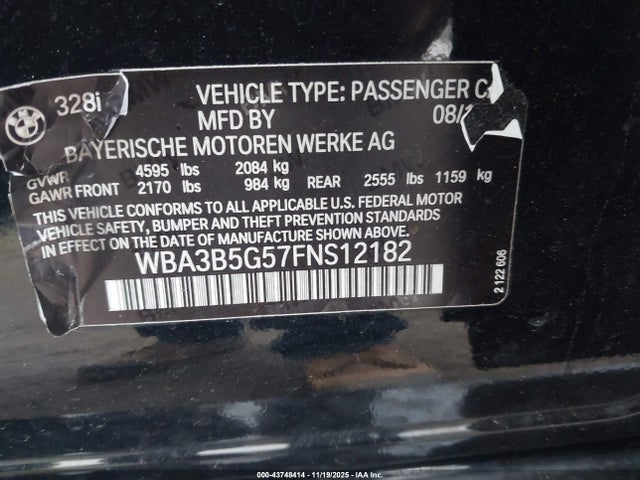 328i VEHICLE TYPE: PASSENGER C
MFD BY 08/1
BAYERISCHE MOTOREN WERKE AG
GVWR 4595 lbs 2084 kg
GAWR FRONT 2170 lbs 984 kg REAR 2555 lbs 1159 kg
THIS VEHICLE CONFORMS TO ALL APPLICABLE U.S. FEDERAL MOTOR
VEHICLE SAFETY, BUMPER AND THEFT PREVENTION STANDARDS
IN EFFECT ON THE DATE OF MANUFACTURE SHOWN ABOVE.
WBA3B5G57FNS12182
2 122 606
000-43748414 - 11/19/2025 - IAA Inc.